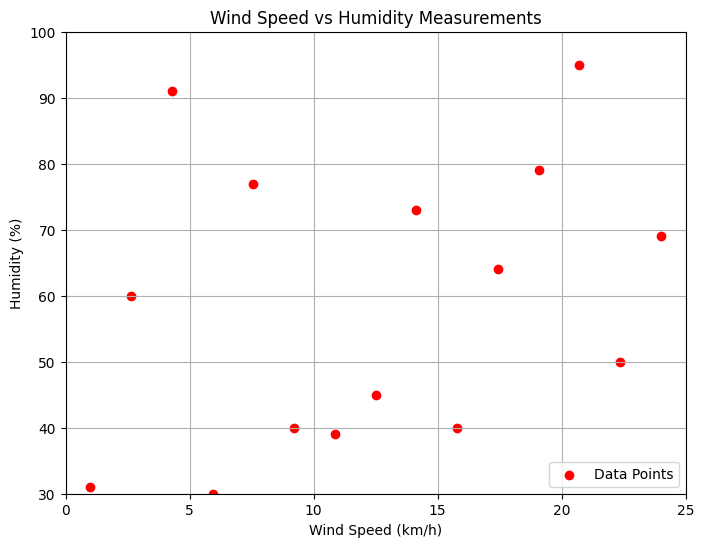 Wind Speed vs Humidity Measurements
100
90
80
70
60
50
40
30
Humidity (%)
0 5 10 15 20 25
Wind Speed (km/h)
Data Points